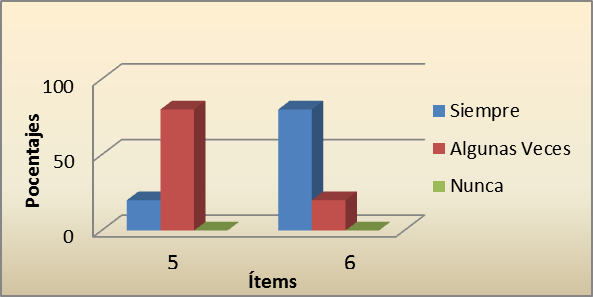 100
50
0
Pocentajes
5
6
Ítems
Siempre
Algunas Veces
Nunca